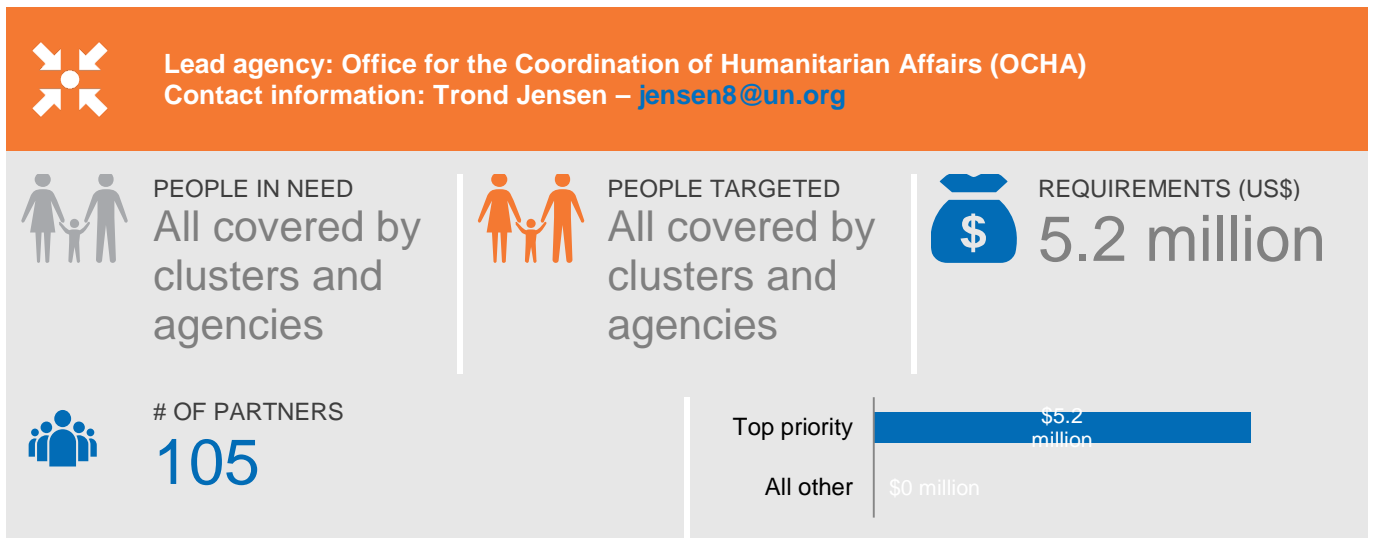 Lead agency: Office for the Coordination of Humanitarian Affairs (OCHA)
Contact information: Trond Jensen – jensen8@un.org
PEOPLE IN NEED
All covered by
clusters and
agencies
PEOPLE TARGETED
All covered by
clusters and
agencies
REQUIREMENTS (US$)
$
5.2 million
# OF PARTNERS
105
Top priority
$5.2
million
All other
$0 million